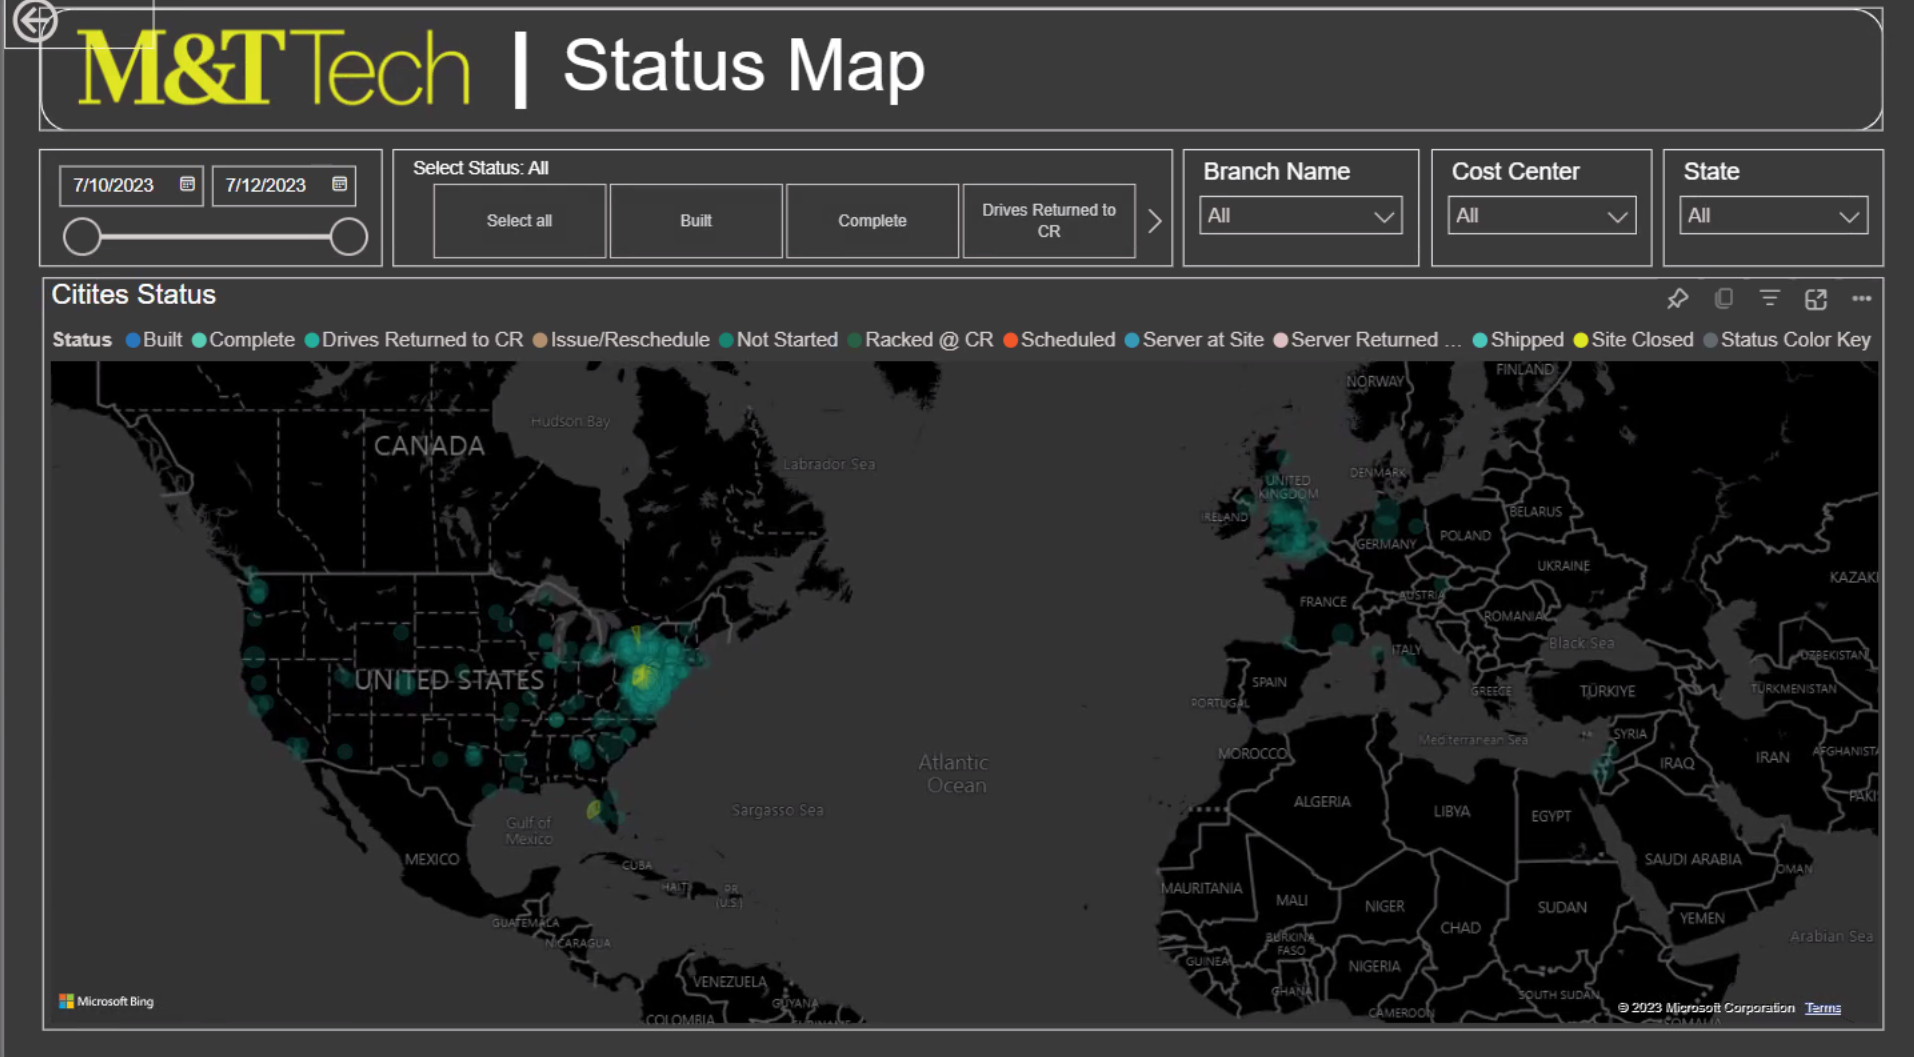 M&T Tech | Status Map
7/10/2023
7/12/2023
Select Status: All
Select all
Built
Complete
Drives Returned to
CR
Branch Name
All
Cost Center
All
State
All
Citites Status
Status Built Complete Drives Returned to CR Issue/Reschedule Not Started Racked @ CR Scheduled Server at Site Server Returned ... Shipped Site Closed Status Color Key
NORWAY
FINLAND
Hudson Bay
CANADA
Labrador Sea
DENMARK
UNITED
KINGDOM
IRELAND
BELARUS
POLAND
GERMANY
UKRAINE
KAZAK
FRANCE
AUSTRIA
ROMANIA
Black Sea
ITALY
UZBEKISTAN
UNITED STATES
SPAIN
GREECE
TÜRKIYE
TURKMENISTAN
PORTUGAL
SYRIA
Mediterranean Sea
MOROCCO
IRAQ
IRAN
AFGHANISTA
Atlantic
Ocean
ALGERIA
LIBYA
EGYPT
PAKI
Sargasso Sea
Gulf of
Mexico
MEXICO
CUBA
SAUDI ARABIA
OMAN
HAITI
PR
(U.S.)
MAURITANIA
MALI
NIGER
SUDAN
CHAD
YEMEN
GUATEMALA
NICARAGUA
BURKINA
FASO
Arabian Sea
GUINEA
NIGERIA
VENEZUELA
GHANA
SOUTH SUDAN
GUYANA
Microsoft Bing
© 2023 Microsoft Corporation Terms
CAMEROON
COLOMBIA
SOMALIA